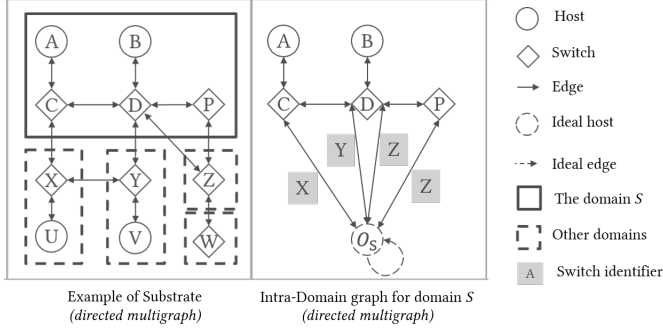 A B
C D P
X Y Z
U V W
Example of Substrate
(directed multigraph)
A B
C D P
Y Z
X Z
O_S
Intra-Domain graph for domain S
(directed multigraph)
Host
Switch
Edge
Ideal host
Ideal edge
The domain S
Other domains
A Switch identifier